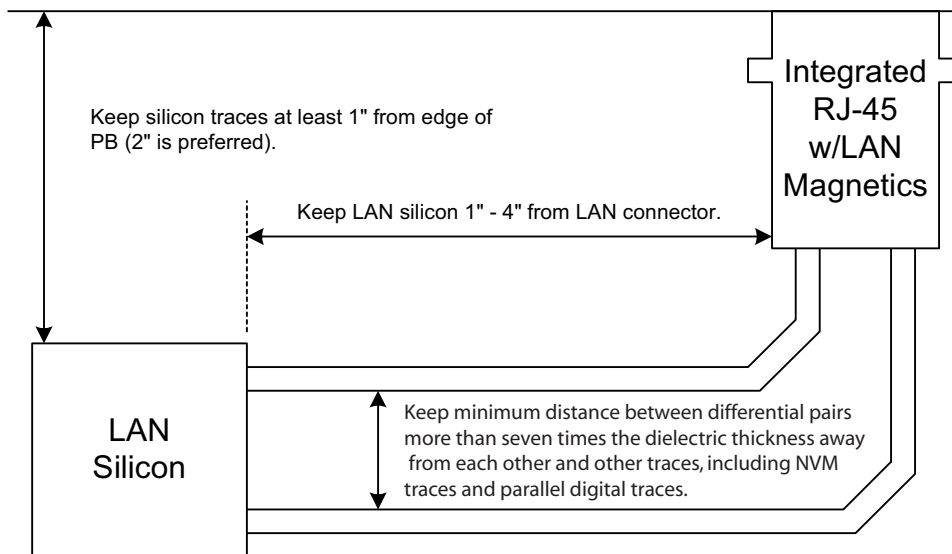 Integrated
RJ-45
w/LAN
Magnetics
Keep silicon traces at least 1" from edge of
PB (2" is preferred).
Keep LAN silicon 1" - 4" from LAN connector.
LAN
Silicon
Keep minimum distance between differential pairs
more than seven times the dielectric thickness away
from each other and other traces, including NVM
traces and parallel digital traces.